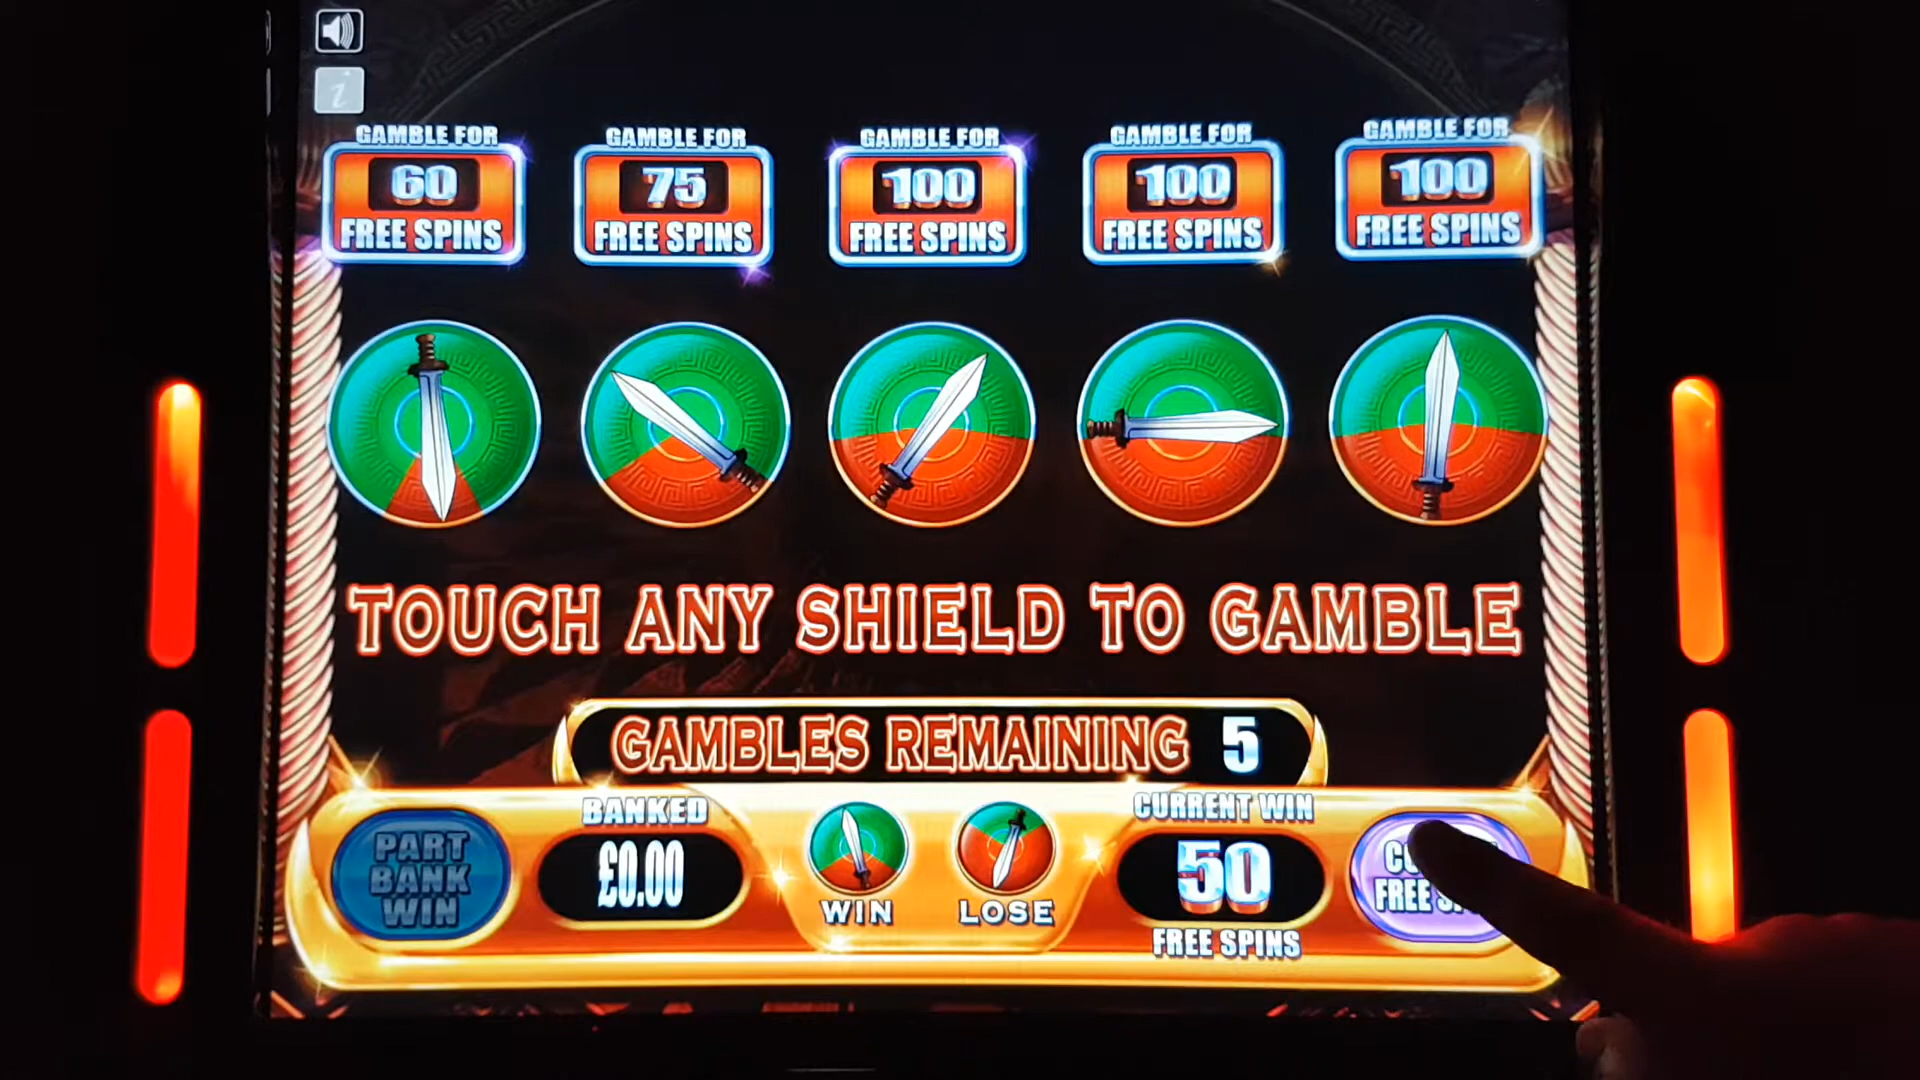 i
GAMBLE FOR
60
FREE SPINS
GAMBLE FOR
75
FREE SPINS
GAMBLE FOR
100
FREE SPINS
GAMBLE FOR
100
FREE SPINS
GAMBLE FOR
100
FREE SPINS
TOUCH ANY SHIELD TO GAMBLE
GAMBLES REMAINING 5
PART
BANK
WIN
BANKED
£0.00
WIN
LOSE
CURRENT WIN
50
FREE SPINS
FREE